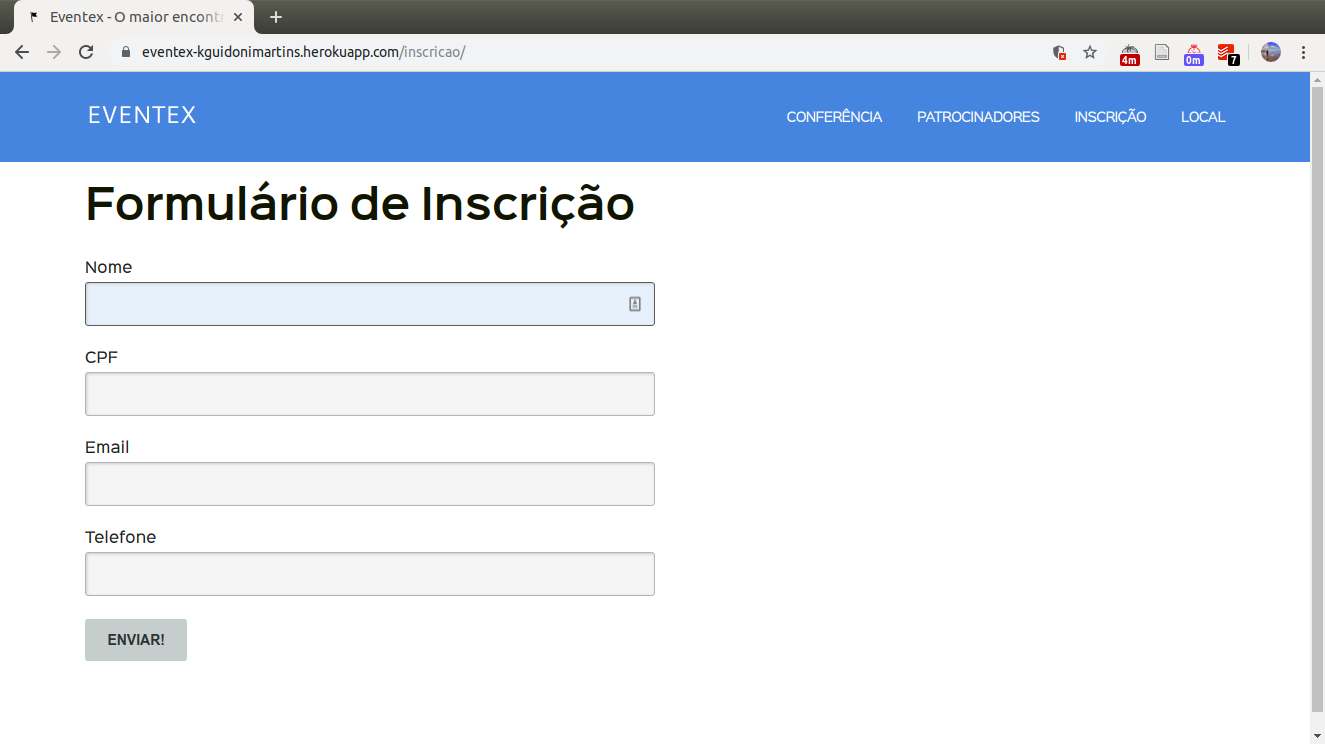 Eventex - O maior encont
eventex-kguidonimartins.herokuapp.com/inscricao/
4m
0m
7
EVENTEX
CONFERÊNCIA
PATROCINADORES
INSCRIÇÃO
LOCAL
Formulário de Inscrição
Nome
CPF
Email
Telefone
ENVIAR!